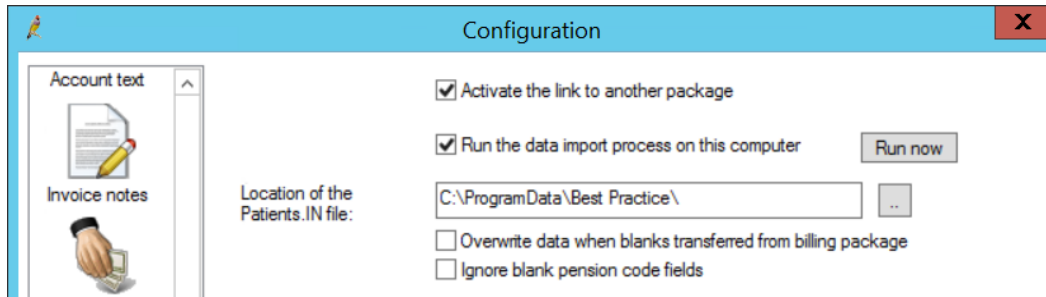 Configuration
X
Account text
Invoice notes
Activate the link to another package
Run the data import process on this computer
Run now
Location of the
Patients.IN file:
C:\ProgramData\Best Practice\
..
Overwrite data when blanks transferred from billing package
Ignore blank pension code fields